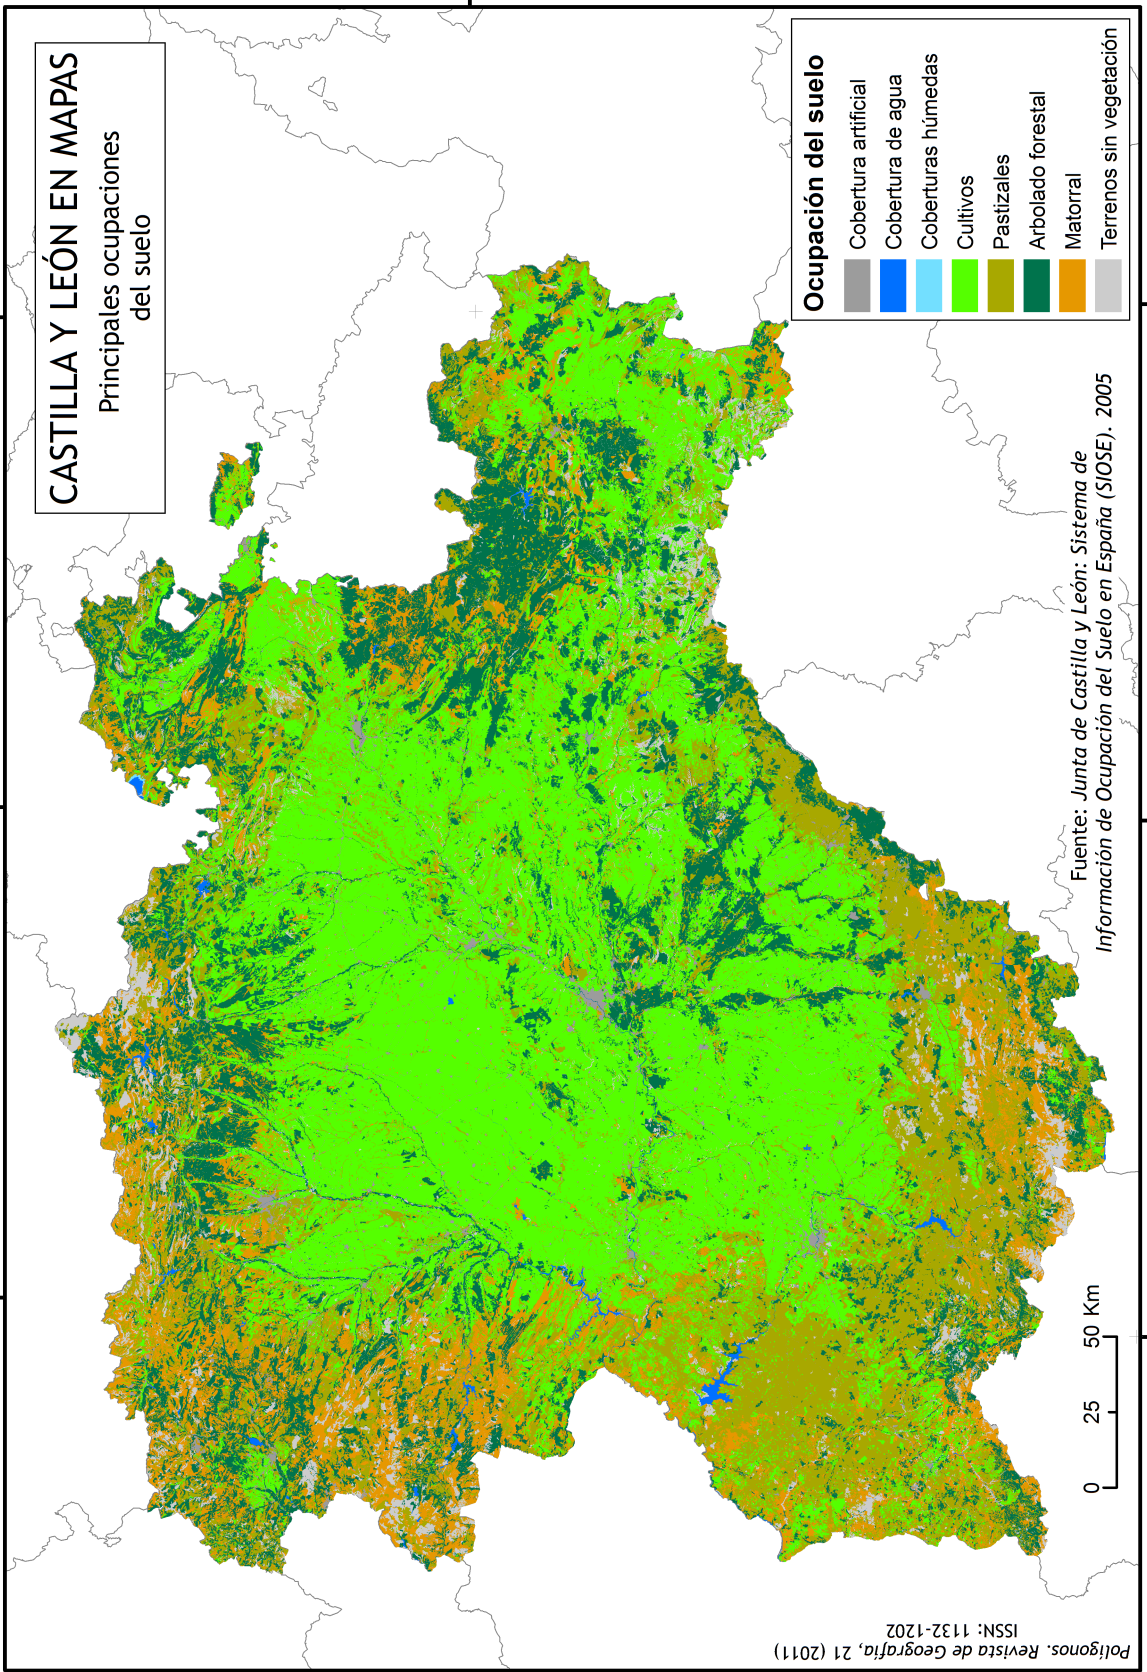 CASTILLA Y LEÓN EN MAPAS
Principales ocupaciones
del suelo
Ocupación del suelo
Cobertura artificial
Cobertura de agua
Coberturas húmedas
Cultivos
Pastizales
Arbolado forestal
Matorral
Terrenos sin vegetación
Fuente: Junta de Castilla y León: Sistema de
Información de Ocupación del Suelo en España (SIOSE). 2005
0 25 50 Km
Polígonos. Revista de Geografía, 21 (2011)
ISSN: 1132-1202